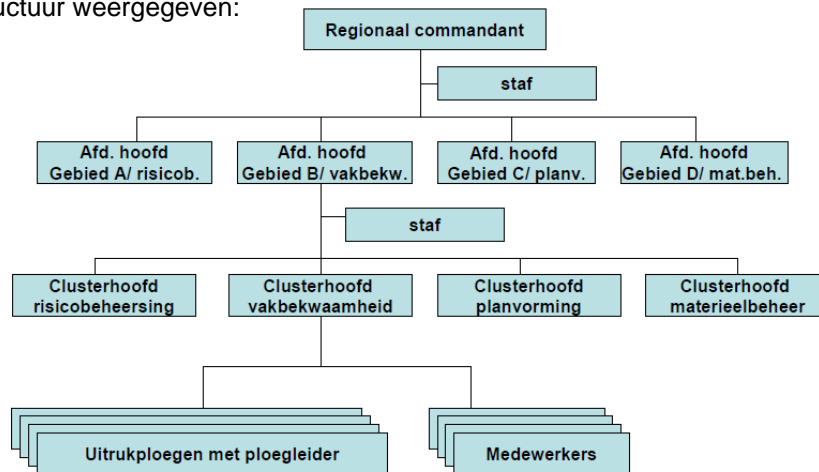 uctuur weergegeven:
Regionaal commandant
staf
Afd. hoofd
Gebied A/ risicob.
Afd. hoofd
Gebied B/ vakbekw.
Afd. hoofd
Gebied C/ planv.
Afd. hoofd
Gebied D/ mat.beh.
staf
Clusterhoofd
risicobeheersing
Clusterhoofd
vakbekwaamheid
Clusterhoofd
planvorming
Clusterhoofd
materieelbeheer
Uitrukploegen met ploegleider
Medewerkers